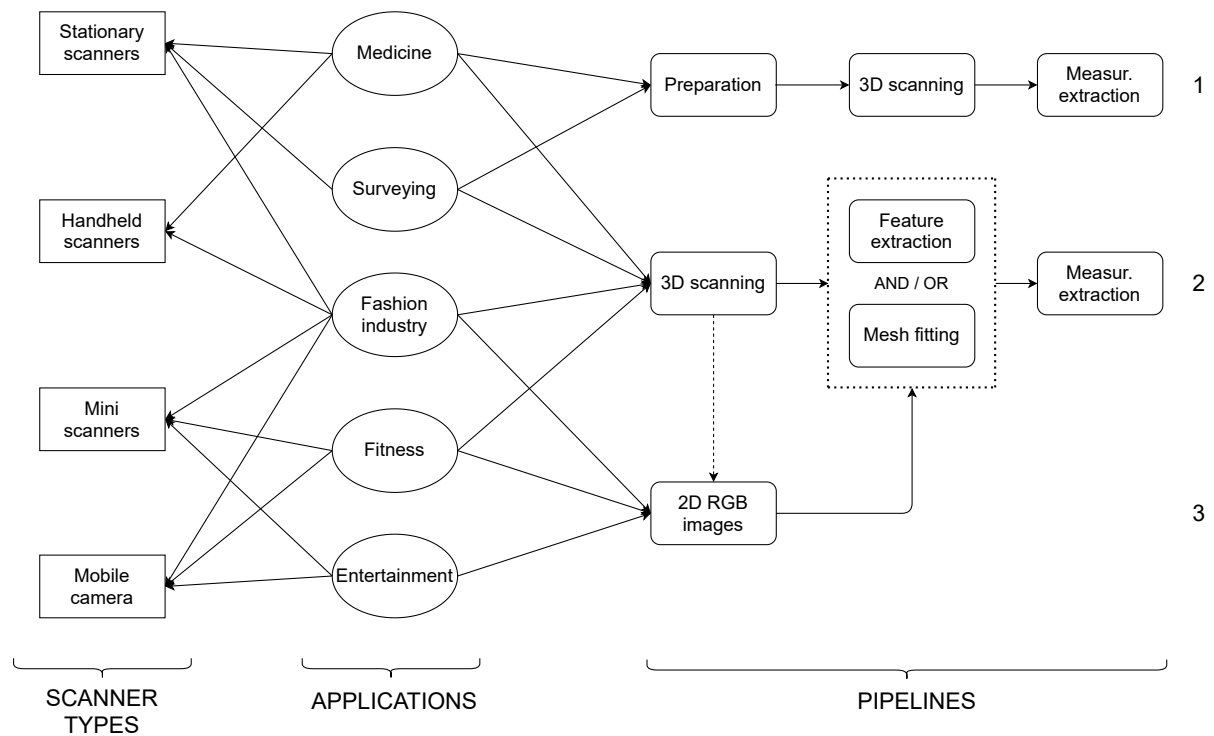 Stationary
scanners
Handheld
scanners
Mini
scanners
Mobile
camera
SCANNER
TYPES
Medicine
Surveying
Fashion
industry
Fitness
Entertainment
APPLICATIONS
Preparation
3D scanning
Measur.
extraction
1
3D scanning
Feature
extraction
AND / OR
Mesh fitting
Measur.
extraction
2
2D RGB
images
3
PIPELINES